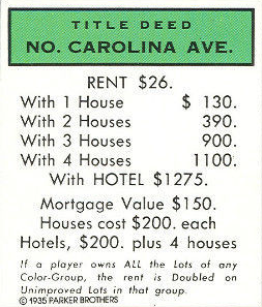 TITLE DEED
NO. CAROLINA AVE.
RENT $26.
With 1 House $ 130.
With 2 Houses 390.
With 3 Houses 900.
With 4 Houses 1100.
With HOTEL $1275.
Mortgage Value $150.
Houses cost $200. each
Hotels, $200. plus 4 houses
If a player owns ALL the Lots of any
Color-Group, the rent is Doubled on
Unimproved Lots in that group.
© 1935 PARKER BROTHERS